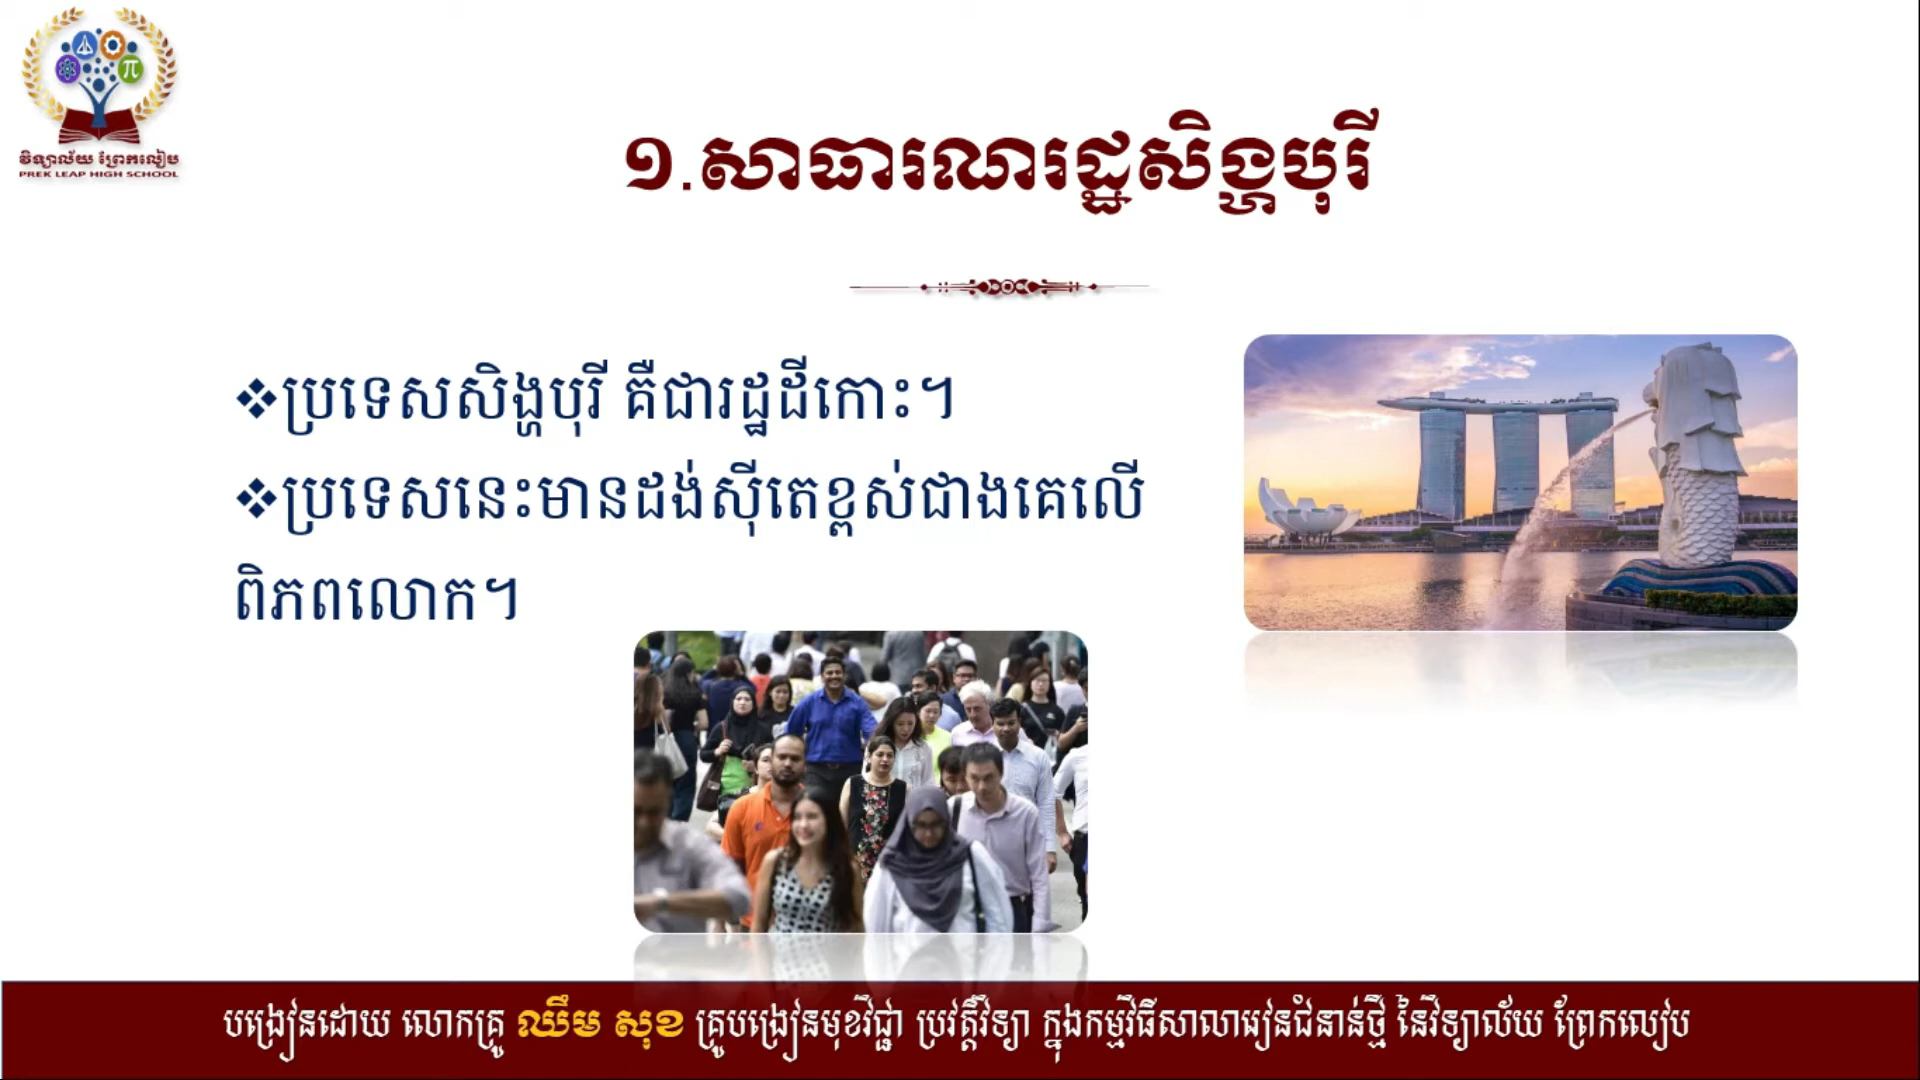 វិទ្យាល័យ ព្រែកលៀប
PREK LEAP HIGH SCHOOL
១.សាធារណរដ្ឋសិង្ហបុរី
❖ប្រទេសសិង្ហបុរី គឺជារដ្ឋដីកោះ។
❖ប្រទេសនេះមានដង់ស៊ីតេខ្ពស់ជាងគេលើ
ពិភពលោក។
បង្រៀនដោយ លោកគ្រូ ឈឹម សុខ គ្រូបង្រៀនមុខវិជ្ជា ប្រវត្តិវិទ្យា ក្នុងកម្មវិធីសាលារៀនជំនាន់ថ្មី នៃវិទ្យាល័យ ព្រែកលៀប